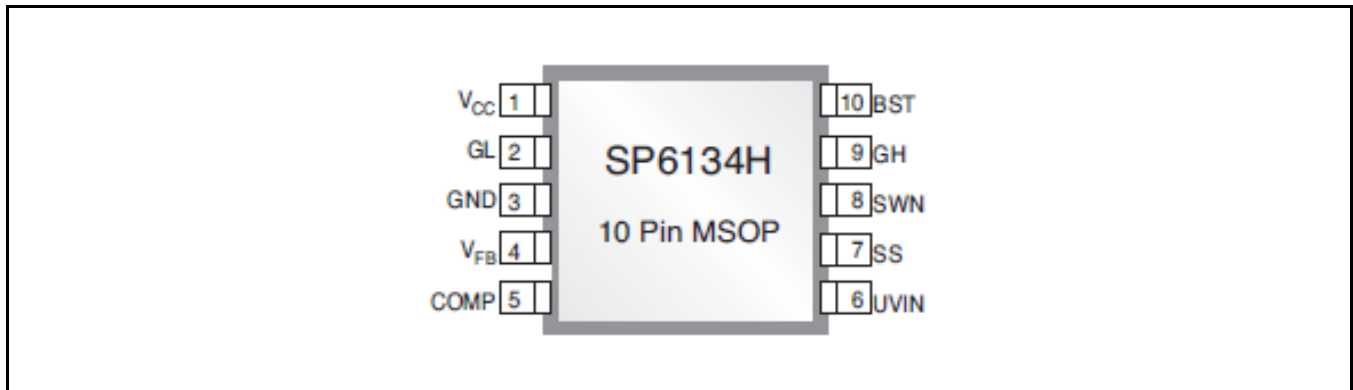 VCC 1
GL 2
GND 3
VFB 4
COMP 5
SP6134H
10 Pin MSOP
10 BST
9 GH
8 SWN
7 SS
6 UVIN